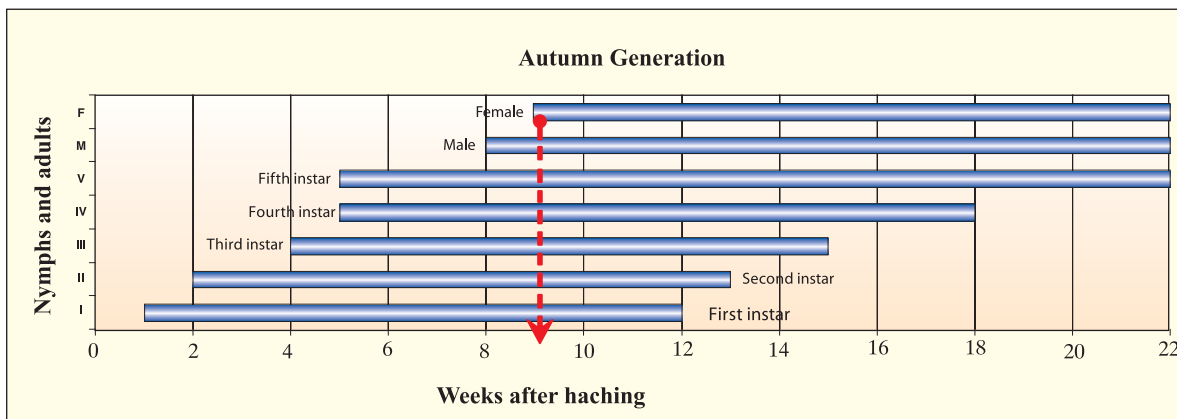 Autumn Generation
Nymphs and adults
F
Female
M
Male
V
Fifth instar
IV
Fourth instar
III
Third instar
II
Second instar
I
First instar
0 2 4 6 8 10 12 14 16 18 20 22
Weeks after haching